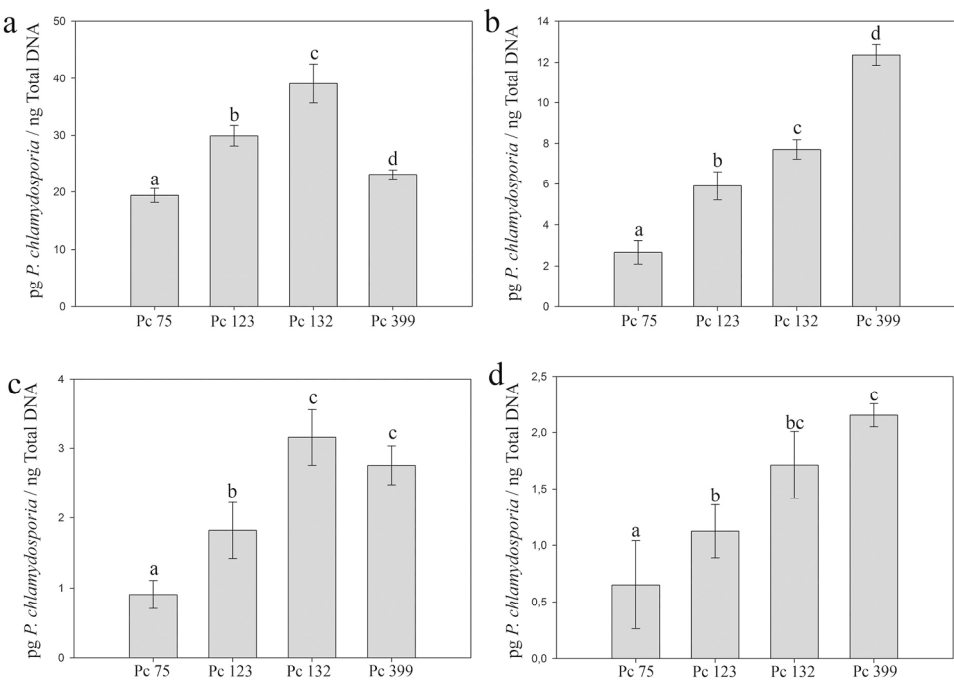 a
pg P. chlamydosporia / ng Total DNA
50
40
30
20
10
0
a
b
c
d
Pc 75 Pc 123 Pc 132 Pc 399
b
pg P. chlamydosporia / ng Total DNA
14
12
10
8
6
4
2
0
a
b
c
d
Pc 75 Pc 123 Pc 132 Pc 399
c
pg P. chlamydosporia / ng Total DNA
4
3
2
1
0
a
b
c
c
Pc 75 Pc 123 Pc 132 Pc 399
d
pg P. chlamydosporia / ng Total DNA
2,5
2,0
1,5
1,0
0,5
0,0
a
b
bc
c
Pc 75 Pc 123 Pc 132 Pc 399